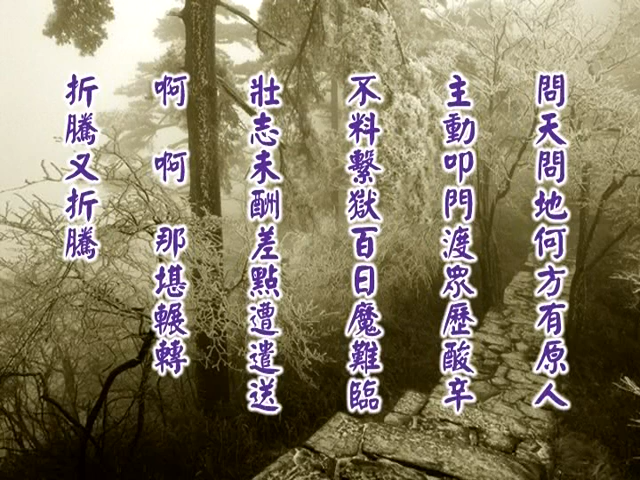 問天問地何方有原人
主動叩門渡眾歷酸辛
不料繫獄百日魔難臨
壯志未酬差點遭遣送
啊 啊 那堪輾轉
折騰又折騰